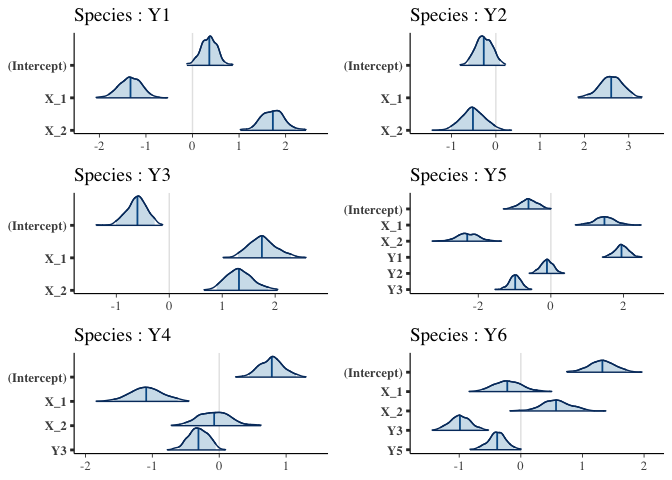 Species : Y1
(Intercept)
X_1
X_2
-2 -1 0 1 2
Species : Y2
(Intercept)
X_1
X_2
-1 0 1 2 3
Species : Y3
(Intercept)
X_1
X_2
-1 0 1 2
Species : Y5
(Intercept)
X_1
X_2
Y1
Y2
Y3
-2 0 2
Species : Y4
(Intercept)
X_1
X_2
Y3
-2 -1 0 1
Species : Y6
(Intercept)
X_1
X_2
Y3
Y5
-1 0 1 2